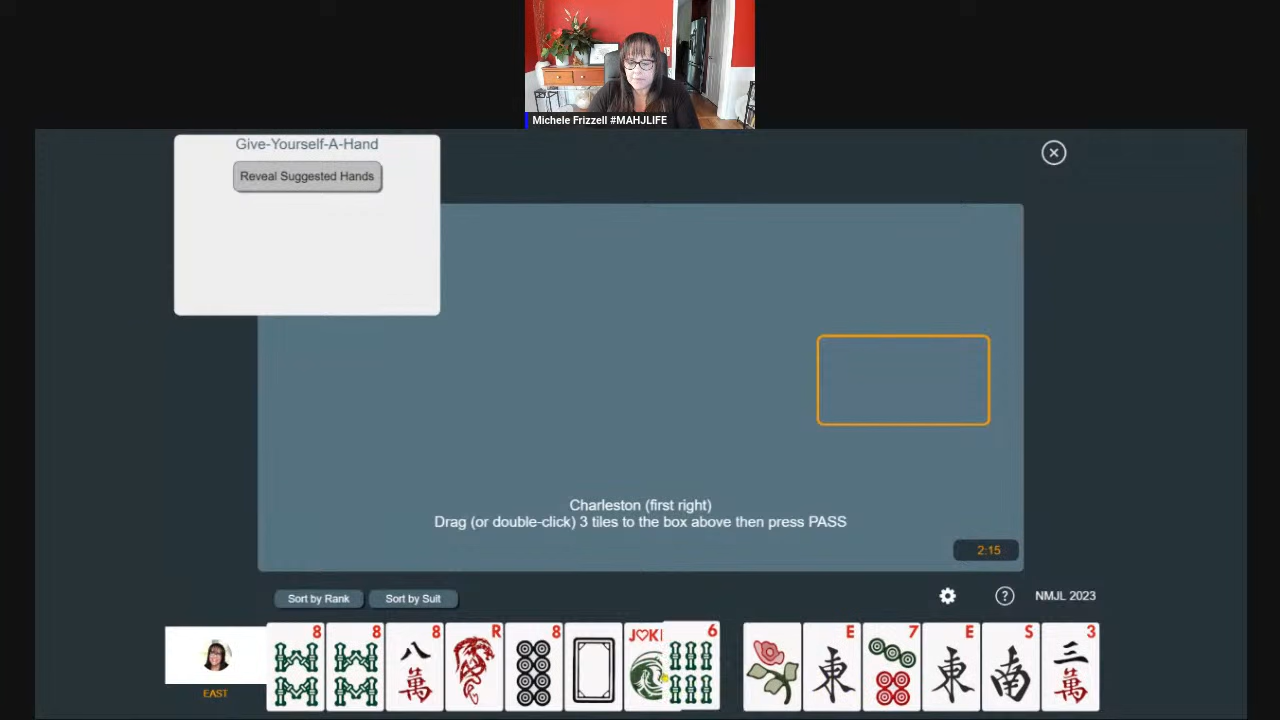 Michele Frizzell #MAHJLIFE
Give-Yourself-A-Hand
Reveal Suggested Hands
Charleston (first right)
Drag (or double-click) 3 tiles to the box above then press PASS
2:15
Sort by Rank
Sort by Suit
NMJL 2023
EAST
8
8
8
八萬
R
8
JOK
6
E
東
7
E
東
S
南
3
三萬